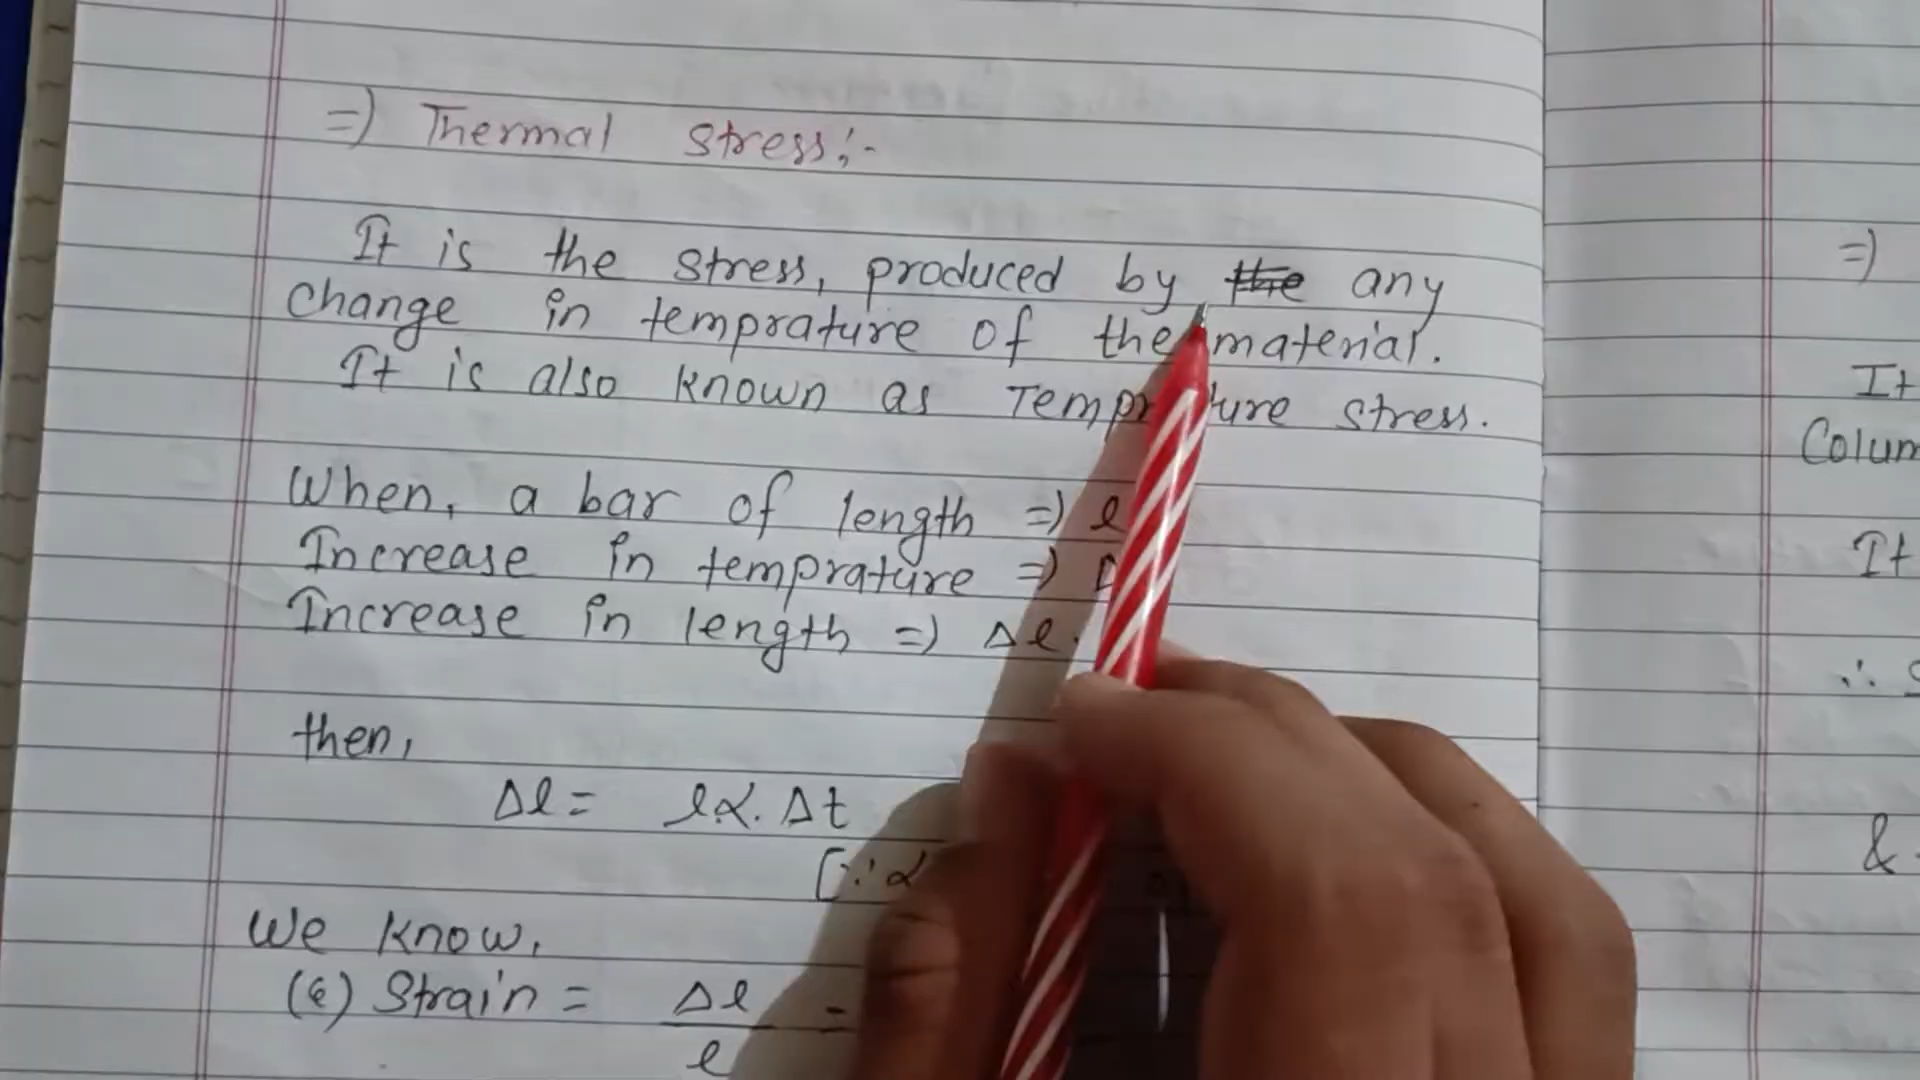 =) Thermal stress:-
It is the stress, produced by the any
change in temprature of the material.
It is also known as
stress.
When, a bar of length =) l
Increase in temprature =)
Increase in length =) Δl.
then,
Δl = lα. Δt
[∵ α
We know,
(ϵ) Strain = Δl
=
l
=)
It
Colum
It
∴ S
&